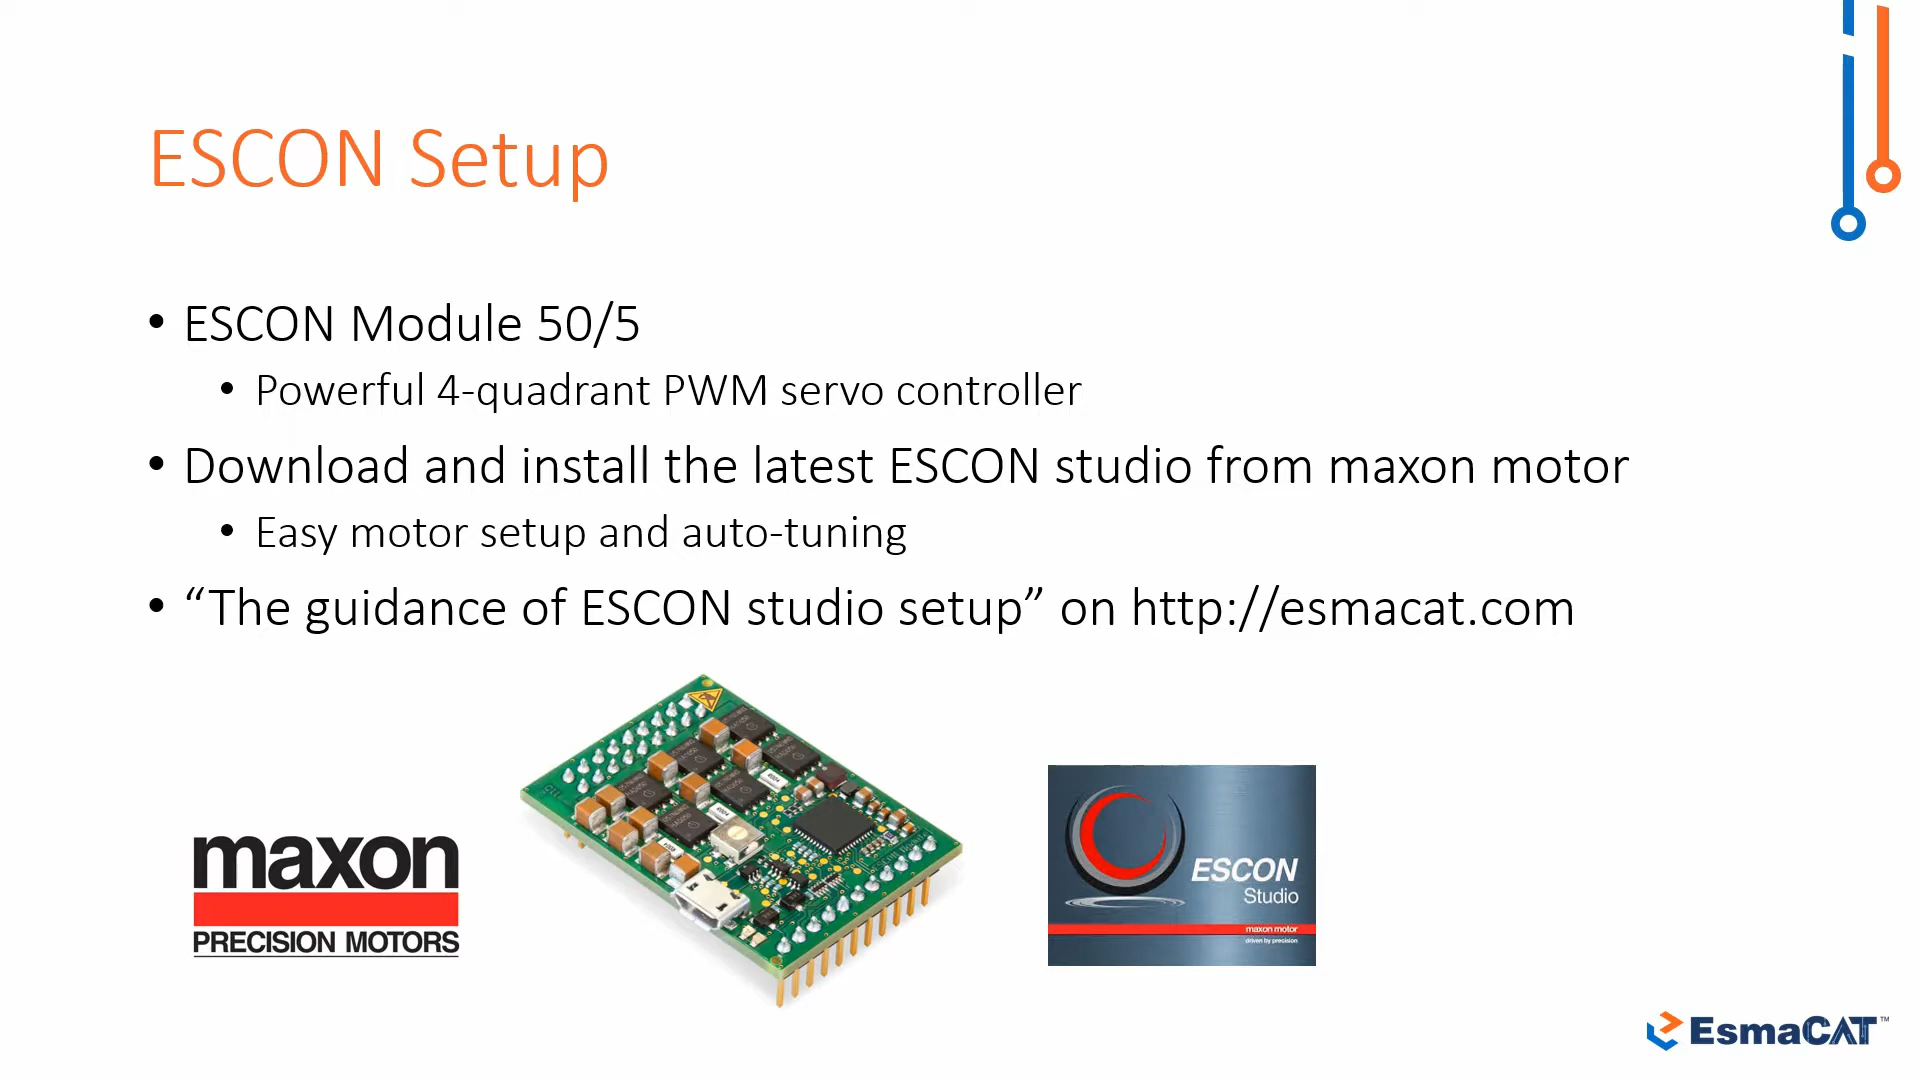 ESCON Setup
• ESCON Module 50/5
• Powerful 4-quadrant PWM servo controller
• Download and install the latest ESCON studio from maxon motor
• Easy motor setup and auto-tuning
• “The guidance of ESCON studio setup” on http://esmacat.com
maxon
PRECISION MOTORS
ESCON
Studio
maxon motor
driven by precision
EsmaCAT™